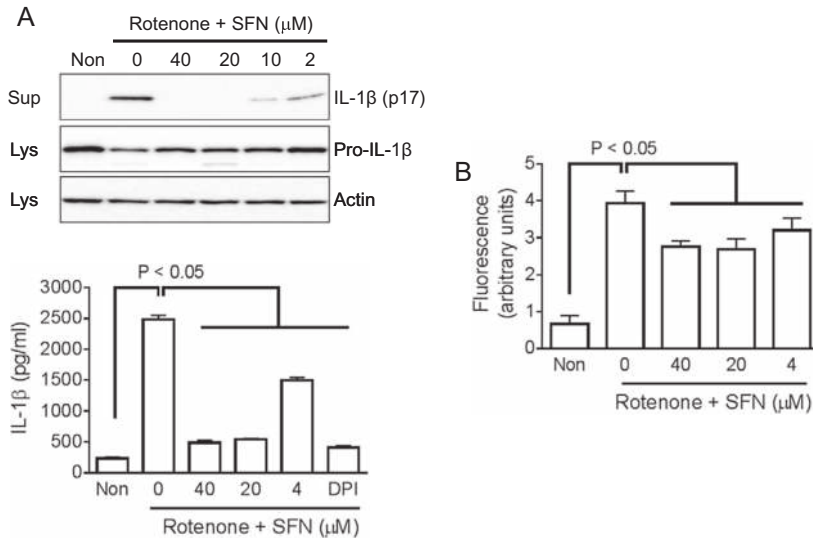 A
Rotenone + SFN (μM)
Non 0 40 20 10 2
Sup IL-1β (p17)
Lys Pro-IL-1β
Lys Actin
P < 0.05
3000
2500
2000
1500
1000
500
0
IL-1β (pg/ml)
Non 0 40 20 4 DPI
Rotenone + SFN (μM)
B
P < 0.05
5
4
3
2
1
0
Fluorescence
(arbitrary units)
Non 0 40 20 4
Rotenone + SFN (μM)